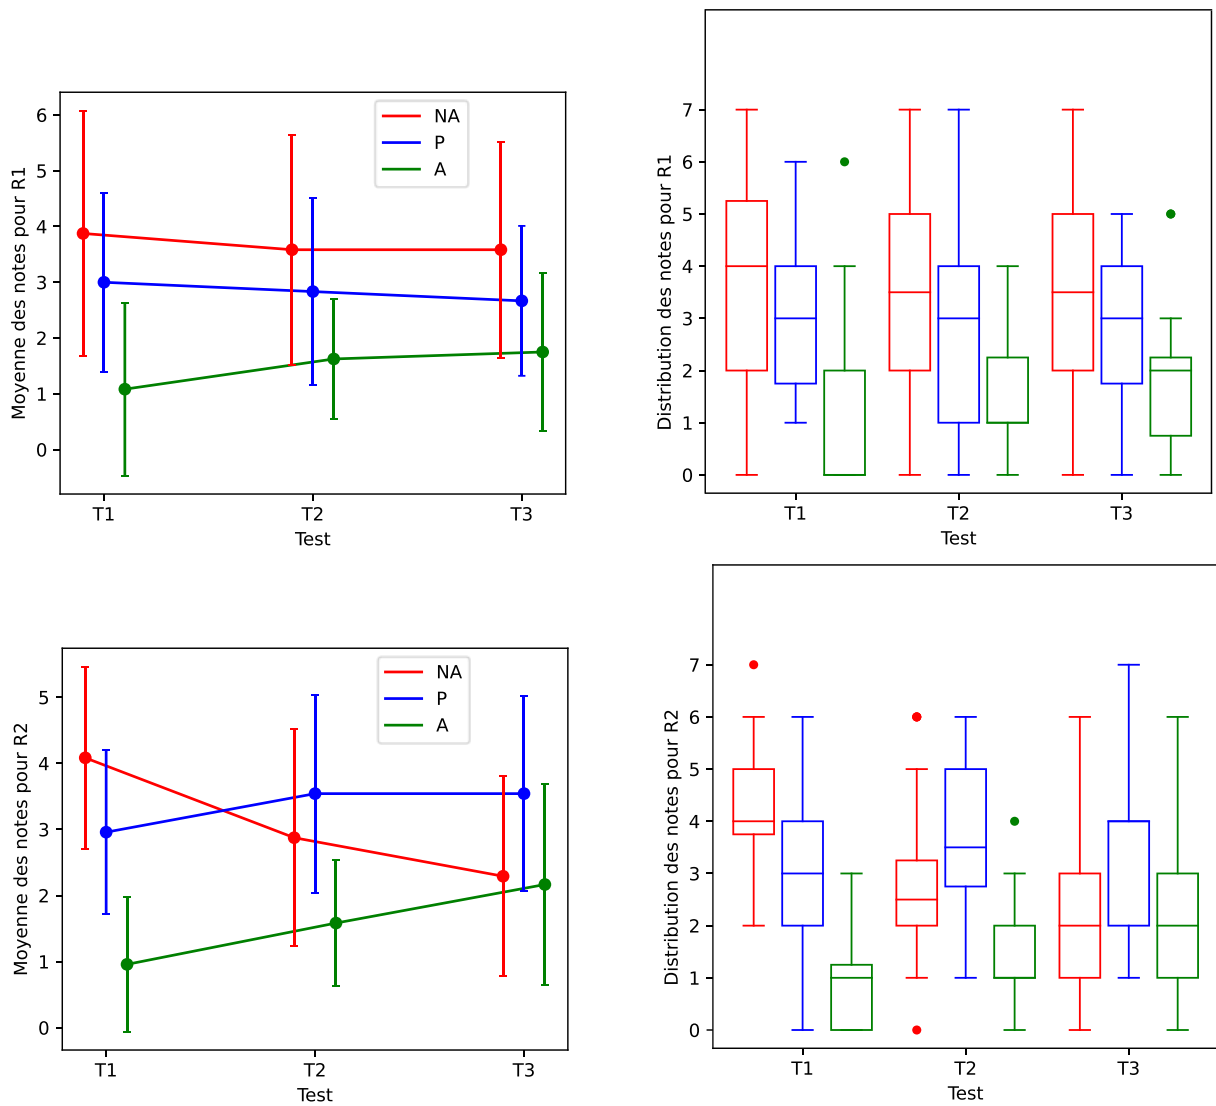 Moyenne des notes pour R1
6
5
4
3
2
1
0
NA
P
A
T1 T2 T3
Test
Distribution des notes pour R1
7
6
5
4
3
2
1
0
T1 T2 T3
Test
Moyenne des notes pour R2
5
4
3
2
1
0
NA
P
A
T1 T2 T3
Test
Distribution des notes pour R2
7
6
5
4
3
2
1
0
T1 T2 T3
Test